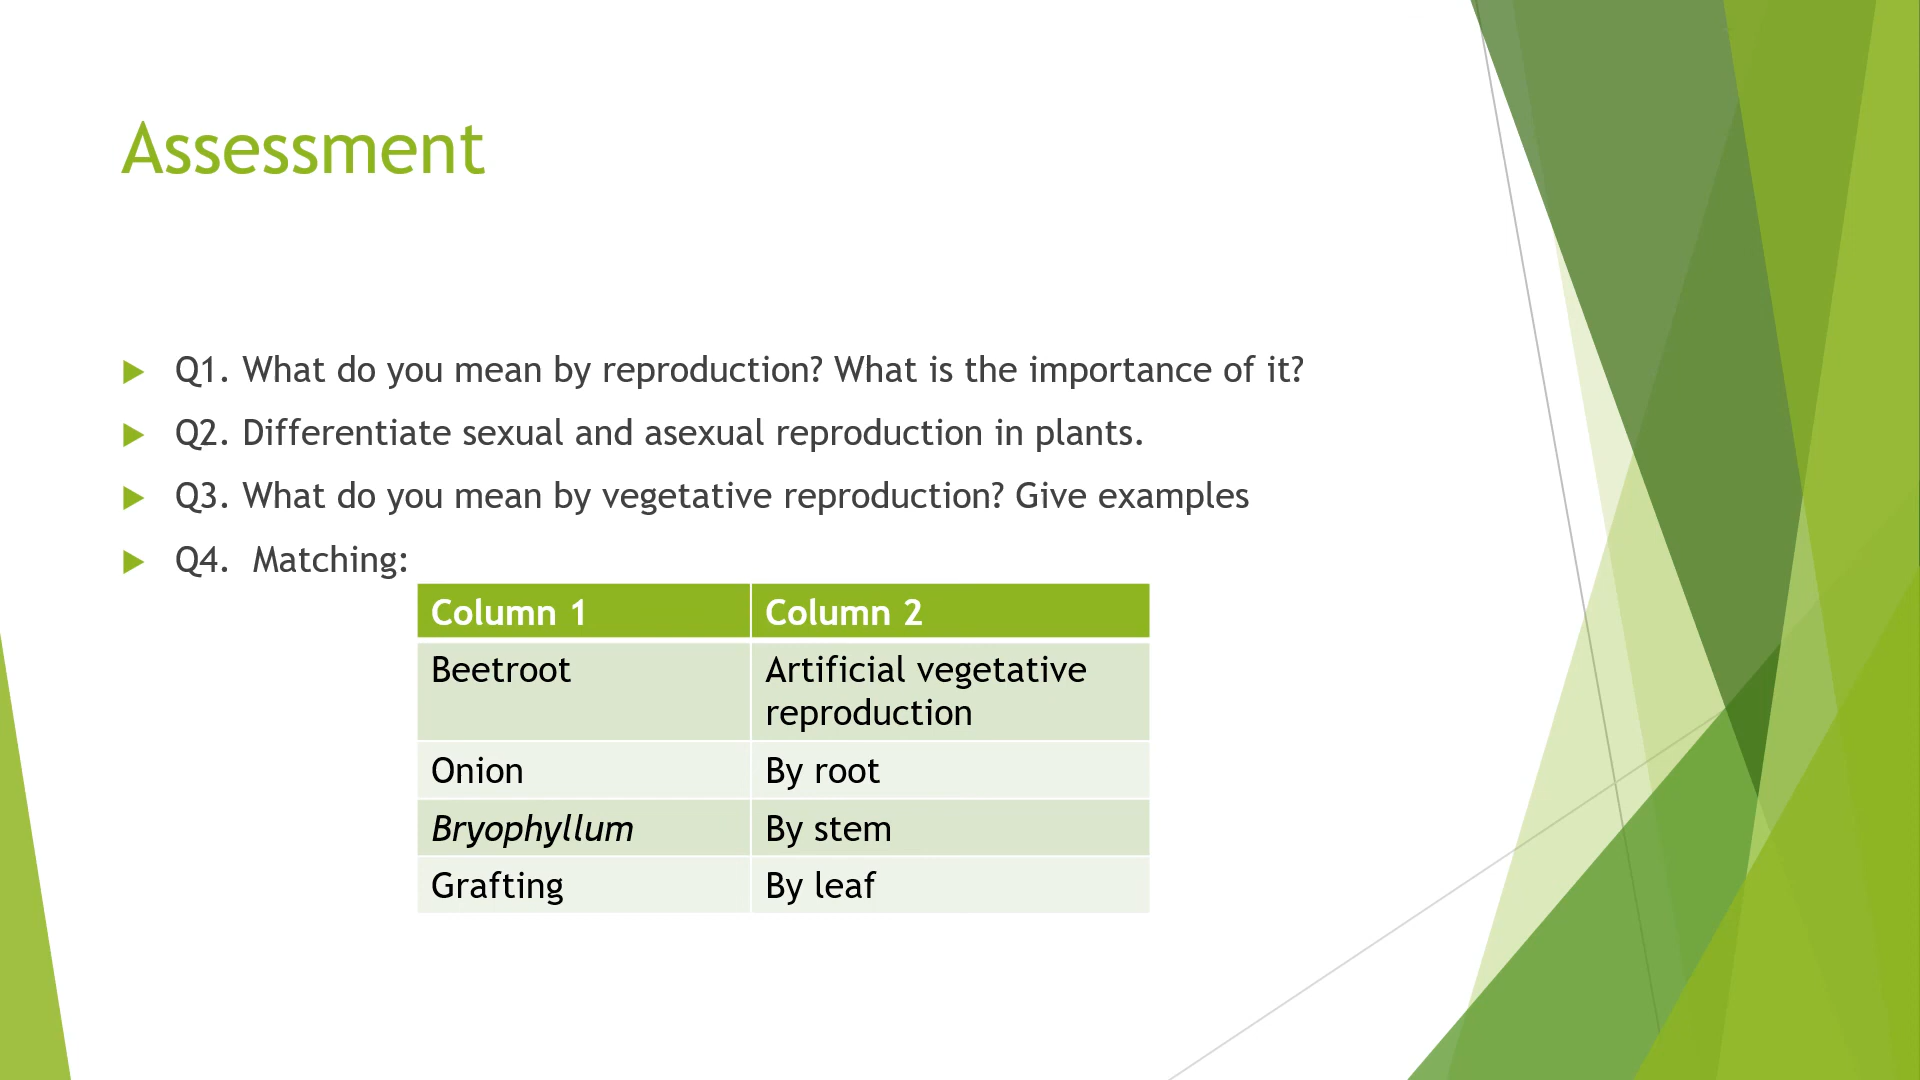 Assessment
Q1. What do you mean by reproduction? What is the importance of it?
Q2. Differentiate sexual and asexual reproduction in plants.
Q3. What do you mean by vegetative reproduction? Give examples
Q4.  Matching:
Column 1 Column 2
Beetroot Artificial vegetative
reproduction
Onion By root
Bryophyllum By stem
Grafting By leaf